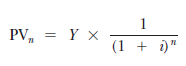 PVₙ = Y × 1 / (1 + i)ⁿ